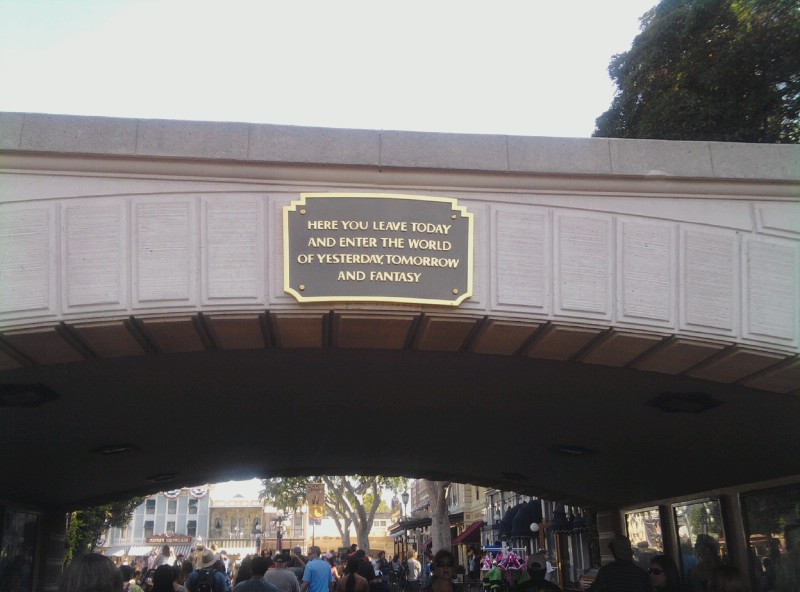 HERE YOU LEAVE TODAY
AND ENTER THE WORLD
OF YESTERDAY, TOMORROW
AND FANTASY